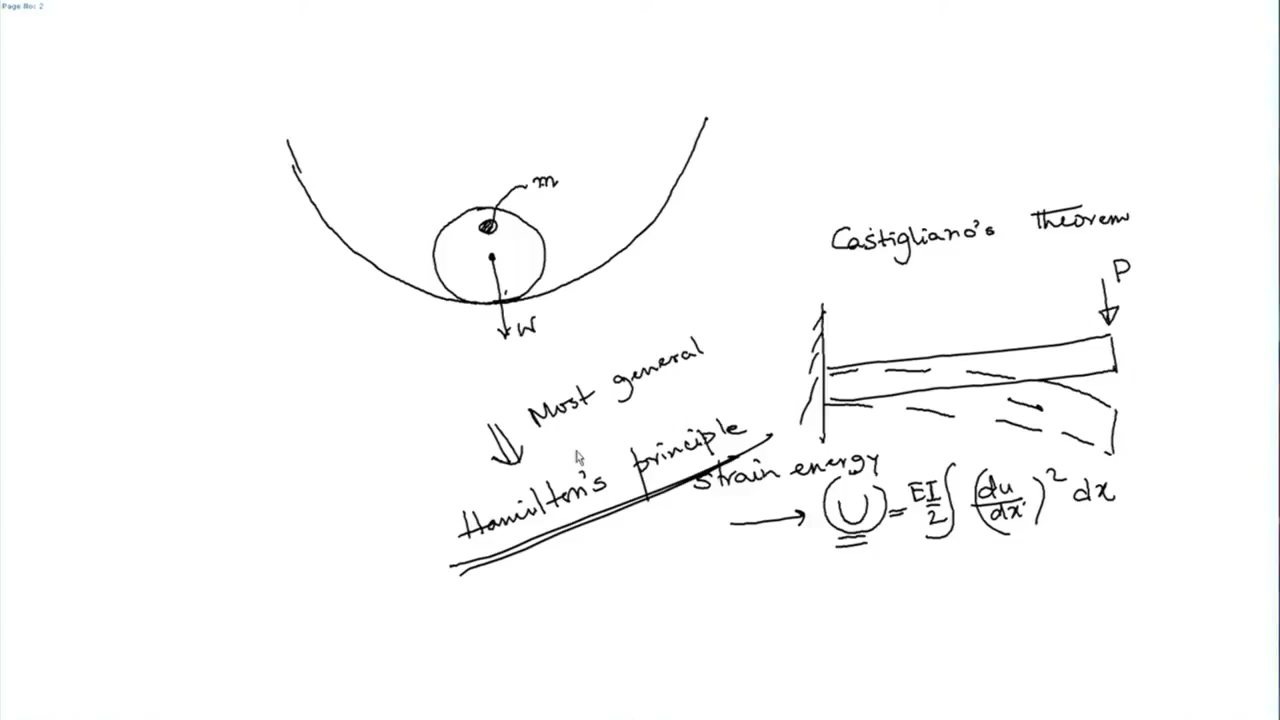 Page No: 2
m
W
Most general
Hamilton's principle
Castigliano's Theorem
P
strain energy
U = EI/2 ∫ (du/dx)² dx